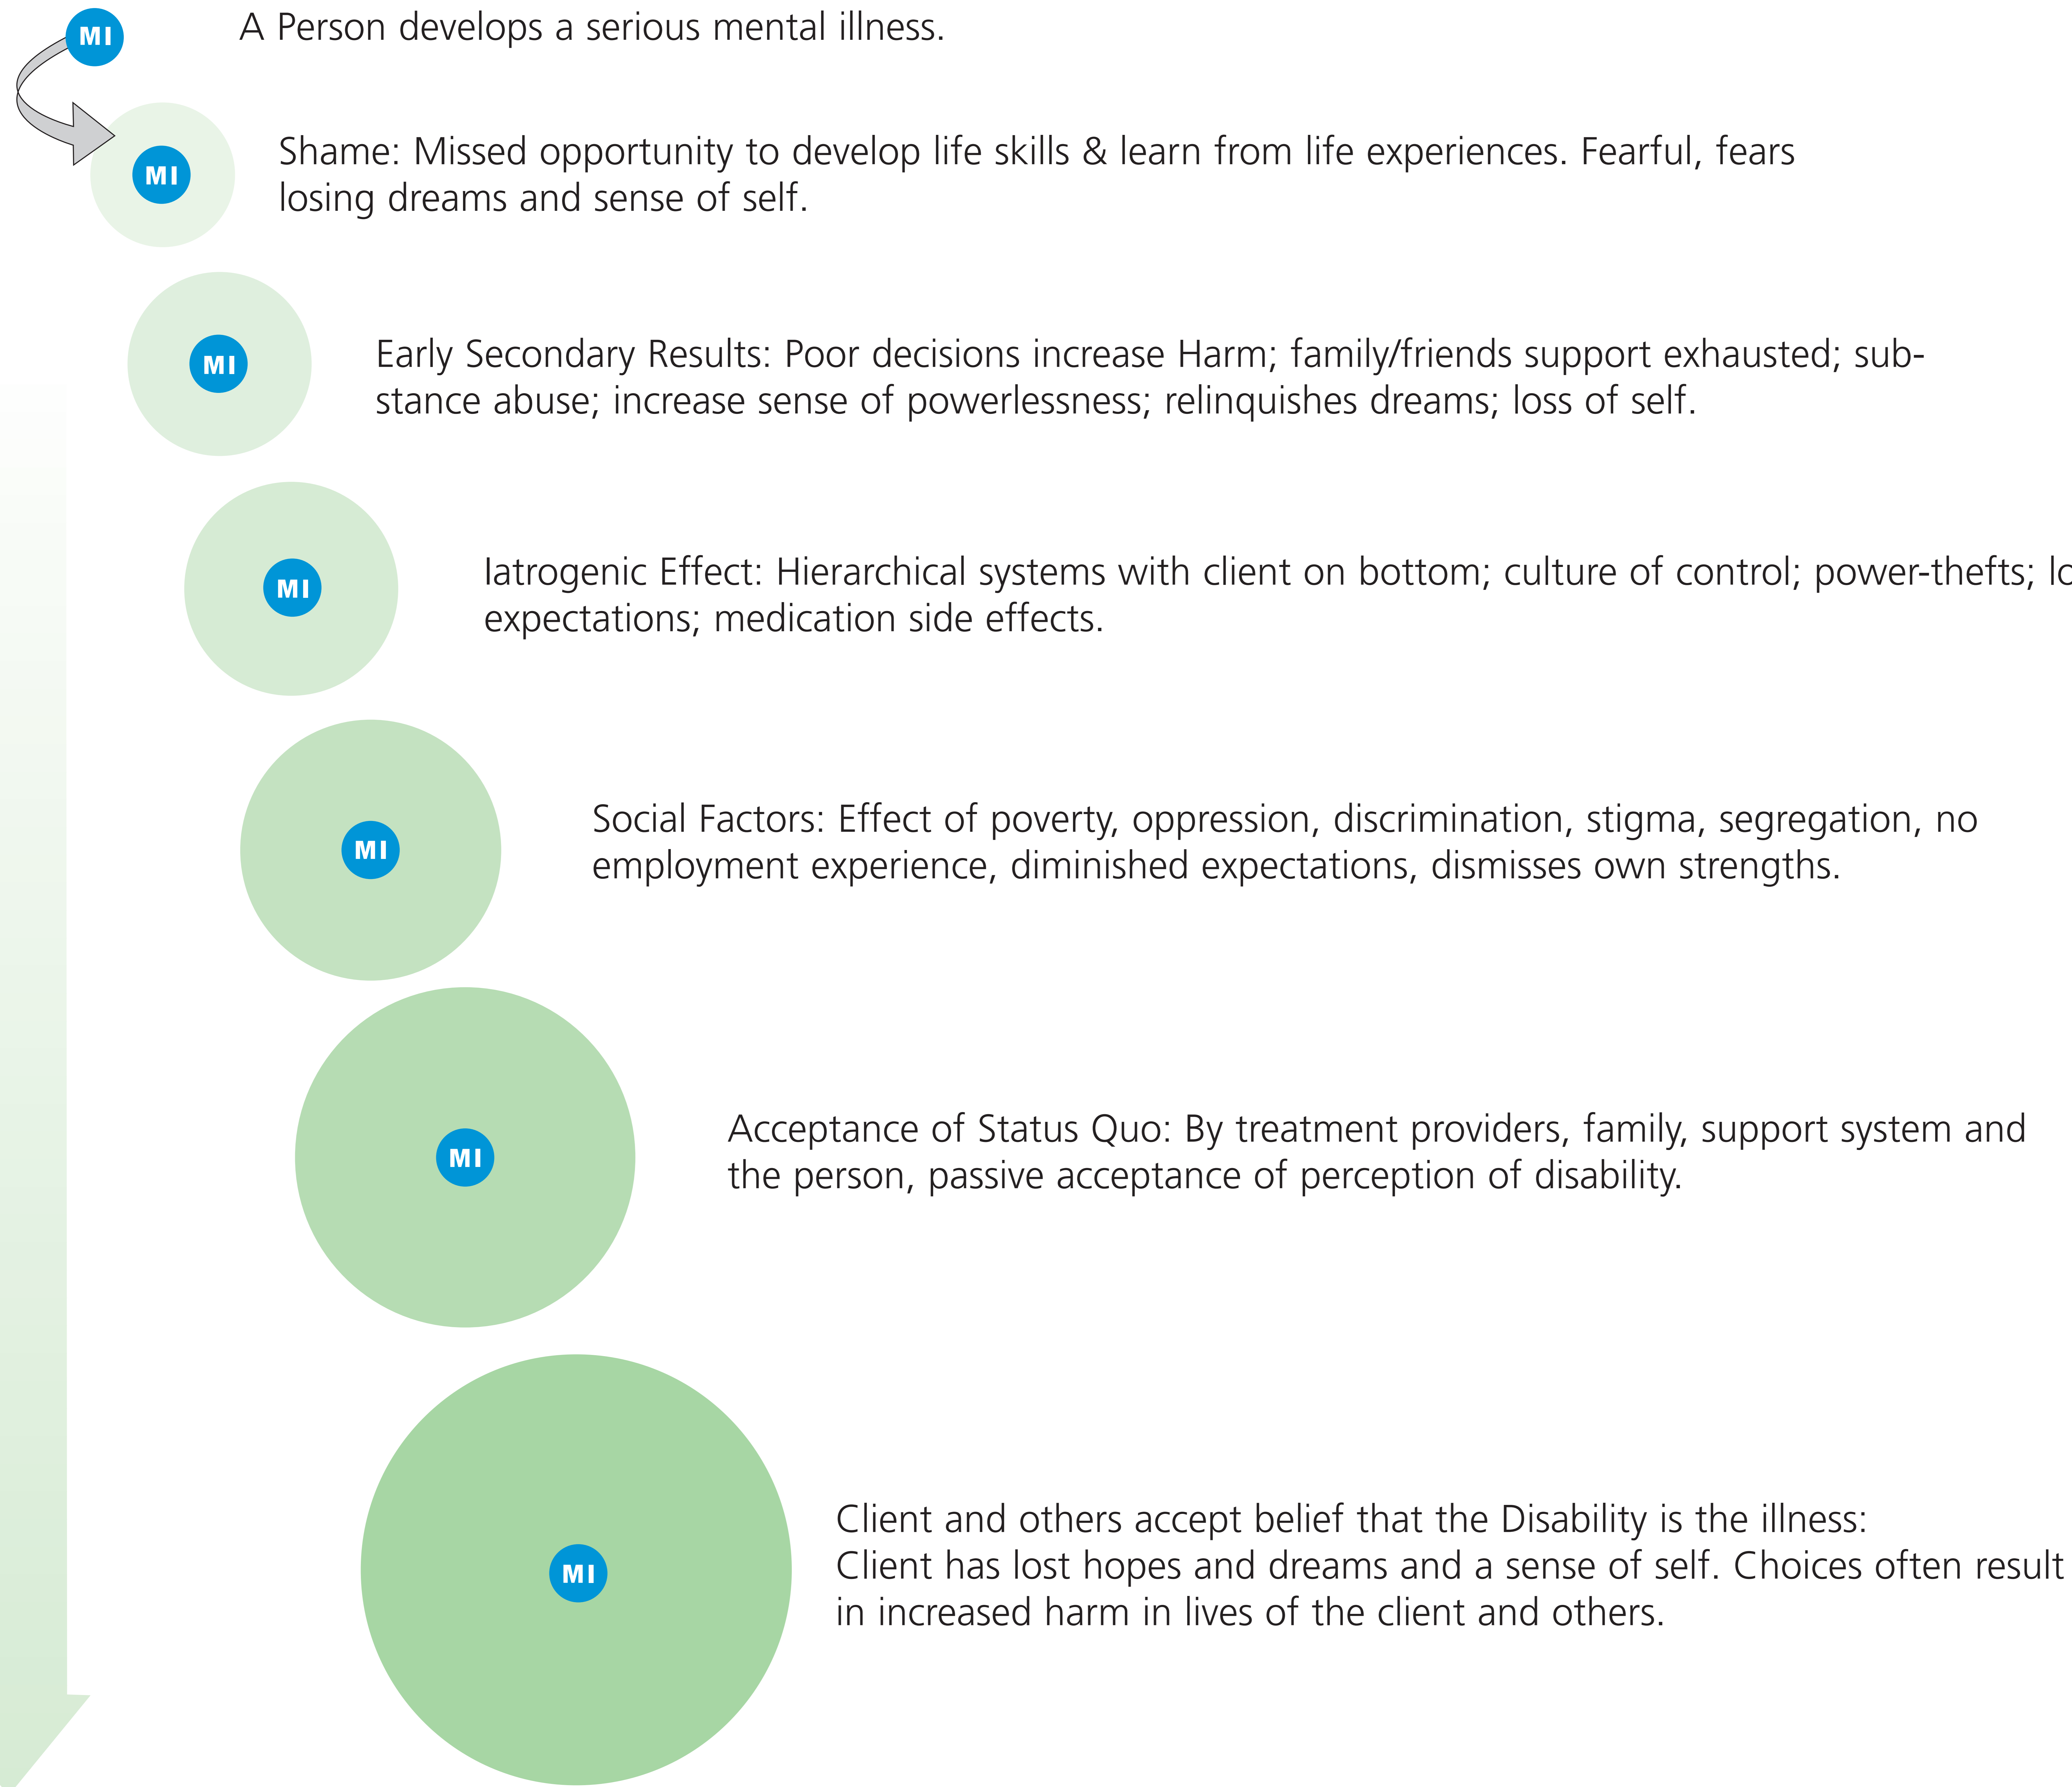 MI
A Person develops a serious mental illness.
MI
Shame: Missed opportunity to develop life skills & learn from life experiences. Fearful, fears
losing dreams and sense of self.
MI
Early Secondary Results: Poor decisions increase Harm; family/friends support exhausted; sub-
stance abuse; increase sense of powerlessness; relinquishes dreams; loss of self.
MI
Iatrogenic Effect: Hierarchical systems with client on bottom; culture of control; power-thefts;
expectations; medication side effects.
MI
Social Factors: Effect of poverty, oppression, discrimination, stigma, segregation, no
employment experience, diminished expectations, dismisses own strengths.
MI
Acceptance of Status Quo: By treatment providers, family, support system and
the person, passive acceptance of perception of disability.
MI
Client and others accept belief that the Disability is the illness:
Client has lost hopes and dreams and a sense of self. Choices often result
in increased harm in lives of the client and others.